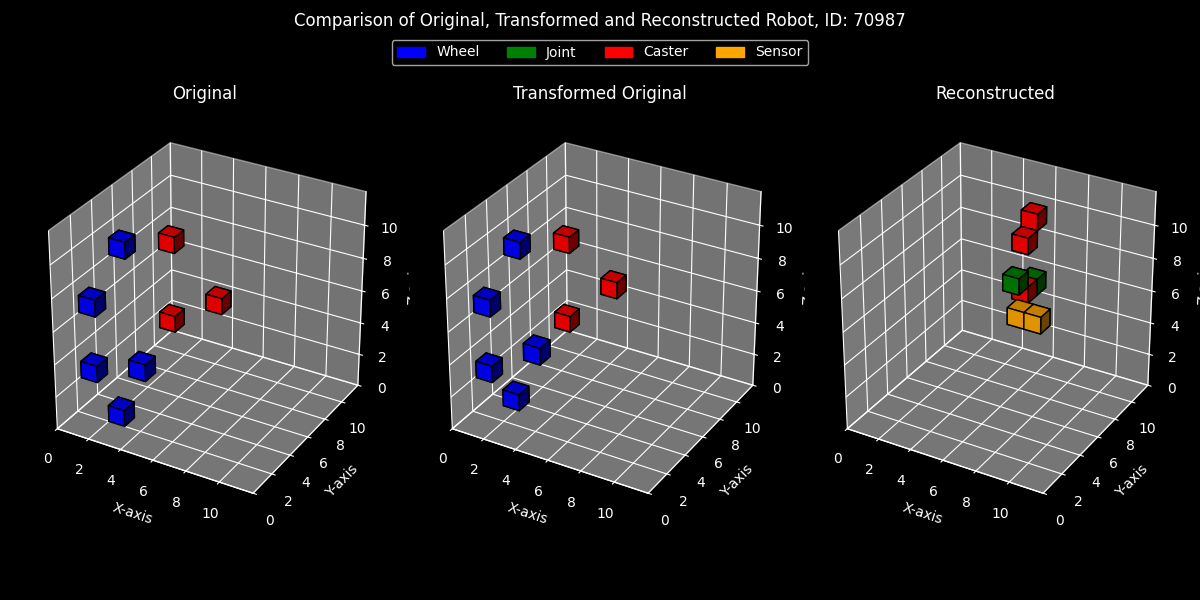 Comparison of Original, Transformed and Reconstructed Robot, ID: 70987
Wheel Joint Caster Sensor
Original Transformed Original Reconstructed
10 10 10
8 8 8
6 6 6
4 4 4
2 2 2
0 0 0
10 10 10
8 8 8
6 6 6
4 4 4
2 2 2
0 0 0
0 2 4 6 8 10 0 2 4 6 8 10 0 2 4 6 8 10
X-axis Y-axis X-axis Y-axis X-axis Y-axis